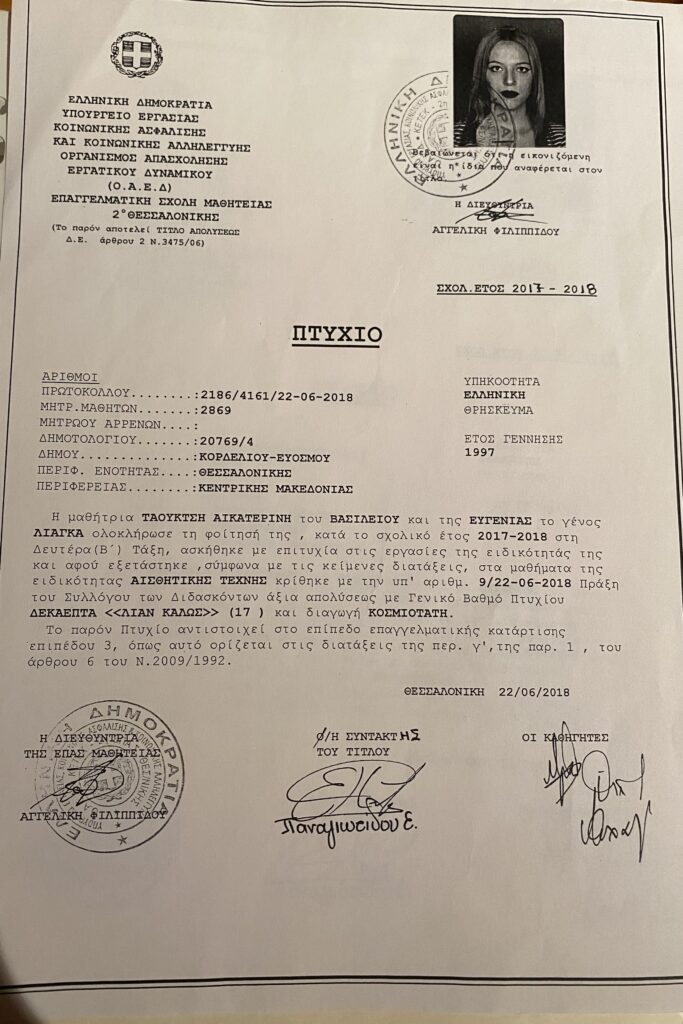 ΕΛΛΗΝΙΚΗ ΔΗΜΟΚΡΑΤΙΑ
ΥΠΟΥΡΓΕΙΟ ΕΡΓΑΣΙΑΣ
ΚΟΙΝΩΝΙΚΗΣ ΑΣΦΑΛΙΣΗΣ
ΚΑΙ ΚΟΙΝΩΝΙΚΗΣ ΑΛΛΗΛΕΓΓΥΗΣ
ΟΡΓΑΝΙΣΜΟΣ ΑΠΑΣΧΟΛΗΣΗΣ
ΕΡΓΑΤΙΚΟΥ ΔΥΝΑΜΙΚΟΥ
(Ο.Α.Ε.Δ)
ΕΠΑΓΓΕΛΜΑΤΙΚΗ ΣΧΟΛΗ ΜΑΘΗΤΕΙΑΣ
2°ΘΕΣΣΑΛΟΝΙΚΗΣ
(Το παρόν αποτελεί ΤΙΤΛΟ ΑΠΟΛΥΣΕΩΣ
Δ.Ε. άρθρου 2 Ν.3475/06)
Βεβαιώνεται ότι η εικονιζόμενη
είναι η ίδια που αναφέρεται στον
τίτλο.
Η ΔΙΕΥΘΥΝΤΡΙΑ
ΑΓΓΕΛΙΚΗ ΦΙΛΙΠΠΙΔΟΥ
ΣΧΟΛ.ΕΤΟΣ 2017 - 2018
ΠΤΥΧΙΟ
ΑΡΙΘΜΟΙ
ΠΡΩΤΟΚΟΛΛΟΥ........:2186/4161/22-06-2018
ΜΗΤΡ.ΜΑΘΗΤΩΝ.......:2869
ΜΗΤΡΩΟΥ ΑΡΡΕΝΩΝ....:
ΔΗΜΟΤΟΛΟΓΙΟΥ.......:20769/4
ΔΗΜΟΥ..............:ΚΟΡΔΕΛΙΟΥ-ΕΥΟΣΜΟΥ
ΠΕΡΙΦ. ΕΝΟΤΗΤΑΣ....:ΘΕΣΣΑΛΟΝΙΚΗΣ
ΠΕΡΙΦΕΡΕΙΑΣ........:ΚΕΝΤΡΙΚΗΣ ΜΑΚΕΔΟΝΙΑΣ
ΥΠΗΚΟΟΤΗΤΑ
ΕΛΛΗΝΙΚΗ
ΘΡΗΣΚΕΥΜΑ
ΕΤΟΣ ΓΕΝΝΗΣΗΣ
1997
Η μαθήτρια ΤΑΟΥΚΤΣΗ ΑΙΚΑΤΕΡΙΝΗ του ΒΑΣΙΛΕΙΟΥ και της ΕΥΓΕΝΙΑΣ το γένος
ΛΙΑΓΚΑ ολοκλήρωσε τη φοίτησή της , κατά το σχολικό έτος 2017-2018 στη
Δευτέρα(Β΄) Τάξη, ασκήθηκε με επιτυχία στις εργασίες της ειδικότητάς της
και αφού εξετάστηκε ,σύμφωνα με τις κείμενες διατάξεις, στα μαθήματα της
ειδικότητας ΑΙΣΘΗΤΙΚΗΣ ΤΕΧΝΗΣ κρίθηκε με την υπ' αριθμ. 9/22-06-2018 Πράξη
του Συλλόγου των Διδασκόντων άξια απολύσεως με Γενικό Βαθμό Πτυχίου
ΔΕΚΑΕΠΤΑ <<ΛΙΑΝ ΚΑΛΩΣ>> (17 ) και διαγωγή ΚΟΣΜΙΟΤΑΤΗ.
Το παρόν Πτυχίο αντιστοιχεί στο επίπεδο επαγγελματικής κατάρτισης
επιπέδου 3, όπως αυτό ορίζεται στις διατάξεις της περ. γ',της παρ. 1 , του
άρθρου 6 του Ν.2009/1992.
ΘΕΣΣΑΛΟΝΙΚΗ 22/06/2018
Η ΔΙΕΥΘΥΝΤΡΙΑ
ΤΗΣ ΕΠΑΣ ΜΑΘΗΤΕΙΑΣ
ΑΓΓΕΛΙΚΗ ΦΙΛΙΠΠΙΔΟΥ
Ο/Η ΣΥΝΤΑΚΤΗΣ
ΤΟΥ ΤΙΤΛΟΥ
Παναγιωτίδου Ε.
ΟΙ ΚΑΘΗΓΗΤΕΣ
ΕΛΛΗΝΙΚΗ ΔΗΜΟΚΡΑΤΙΑ